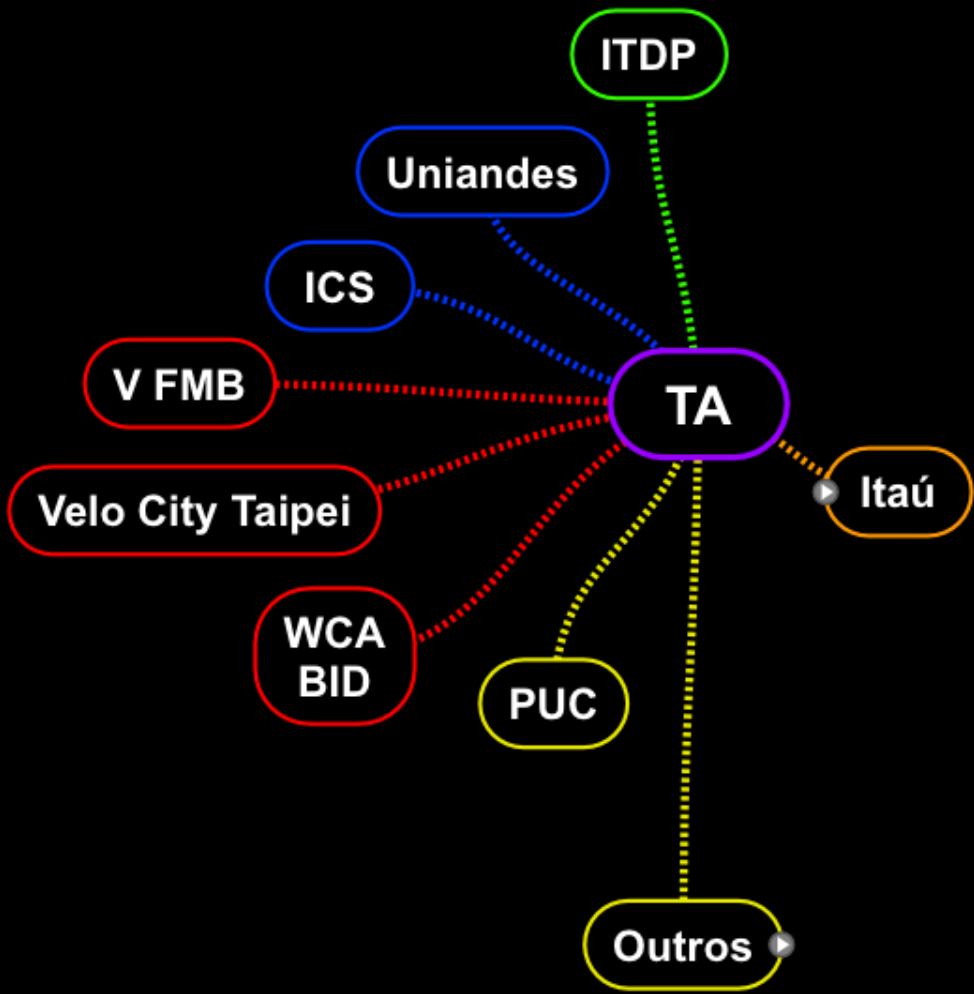 ITDP
Uniandes
ICS
V FMB
TA
Itaú
Velo City Taipei
WCA
BID
PUC
Outros